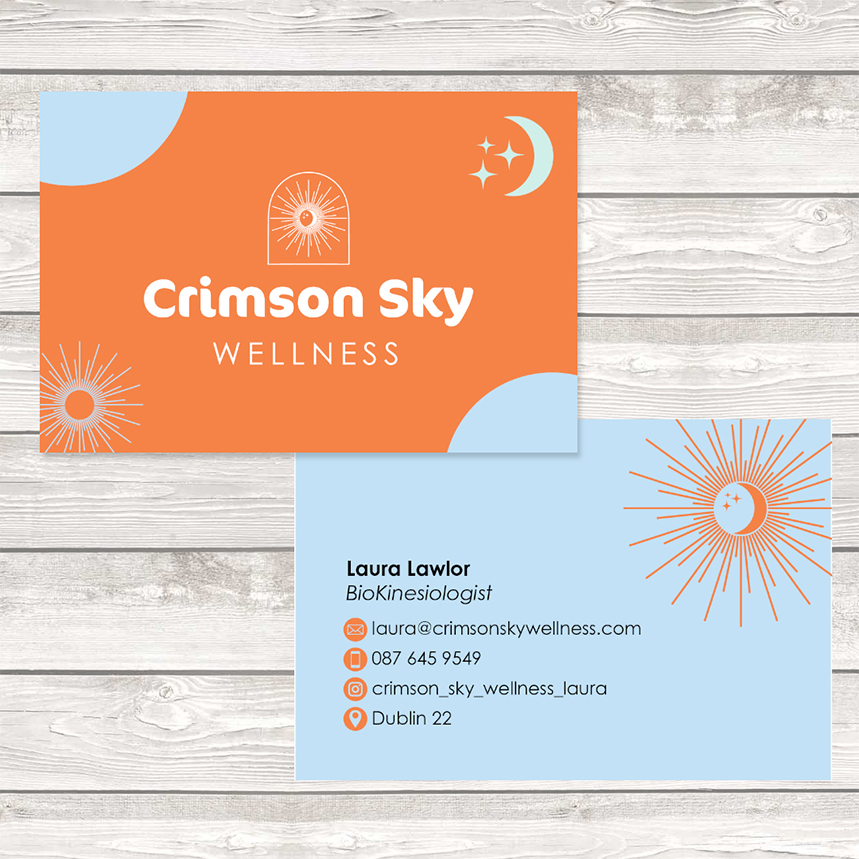 Crimson Sky
WELLNESS
Laura Lawlor
BioKinesiologist
laura@crimsonskywellness.com
087 645 9549
crimson_sky_wellness_laura
Dublin 22